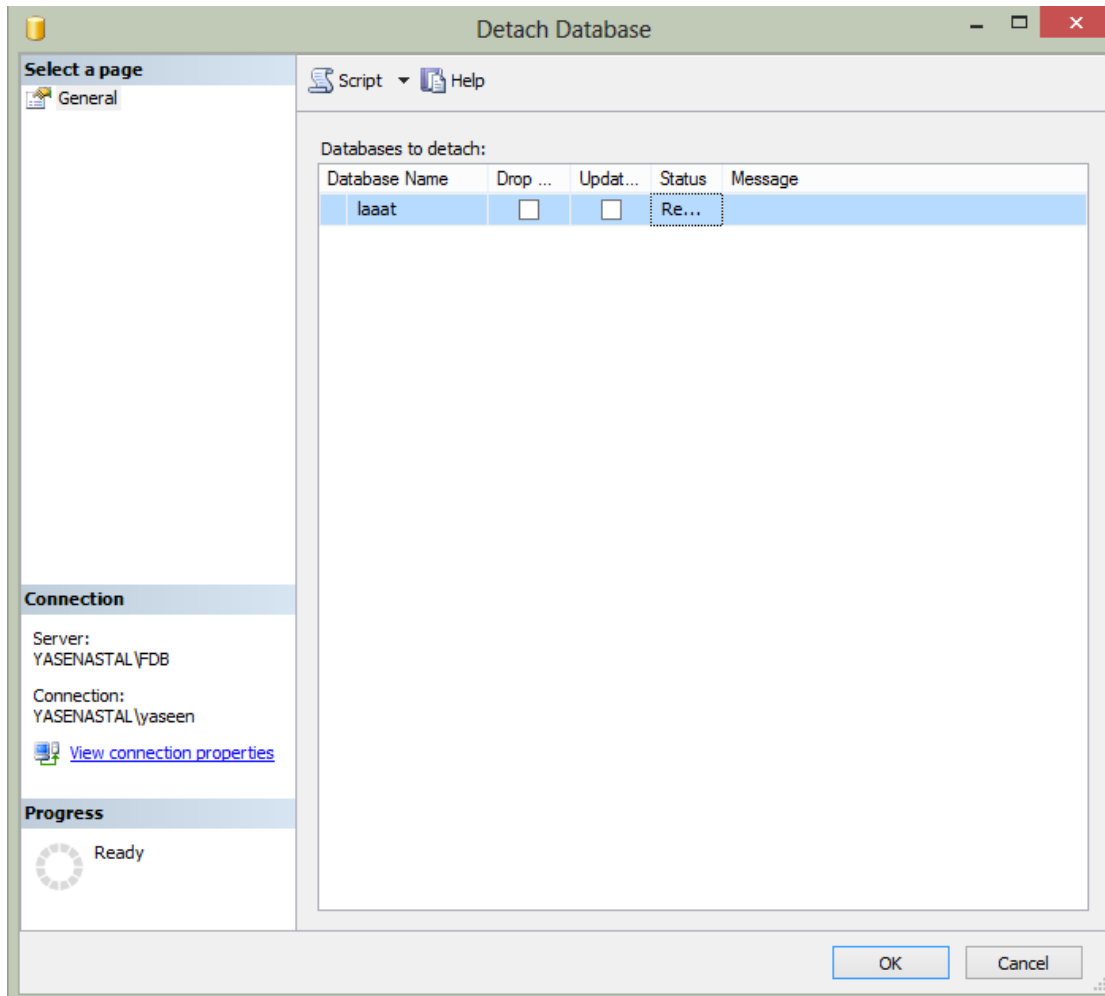 Detach Database
Select a page
General
Script Help
Databases to detach:
Database Name Drop ... Updat... Status Message
laaat Re...
Connection
Server:
YASENASTAL\FDB
Connection:
YASENASTAL\yaseen
View connection properties
Progress
Ready
OK Cancel